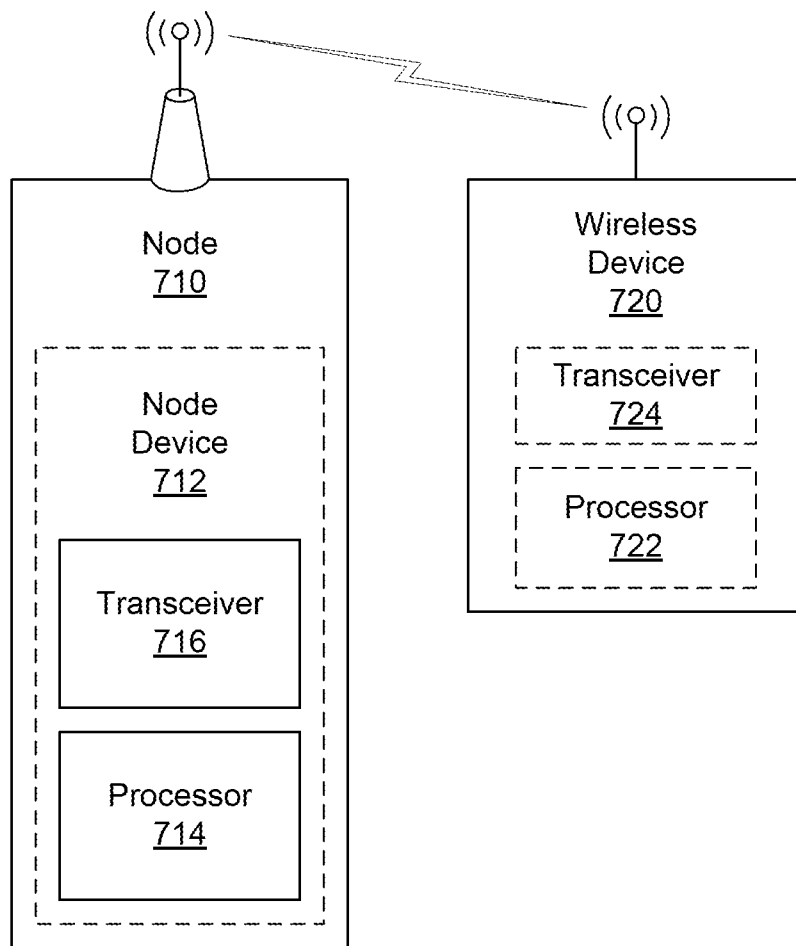 Node
710
Node
Device
712
Transceiver
716
Processor
714
Wireless
Device
720
Transceiver
724
Processor
722